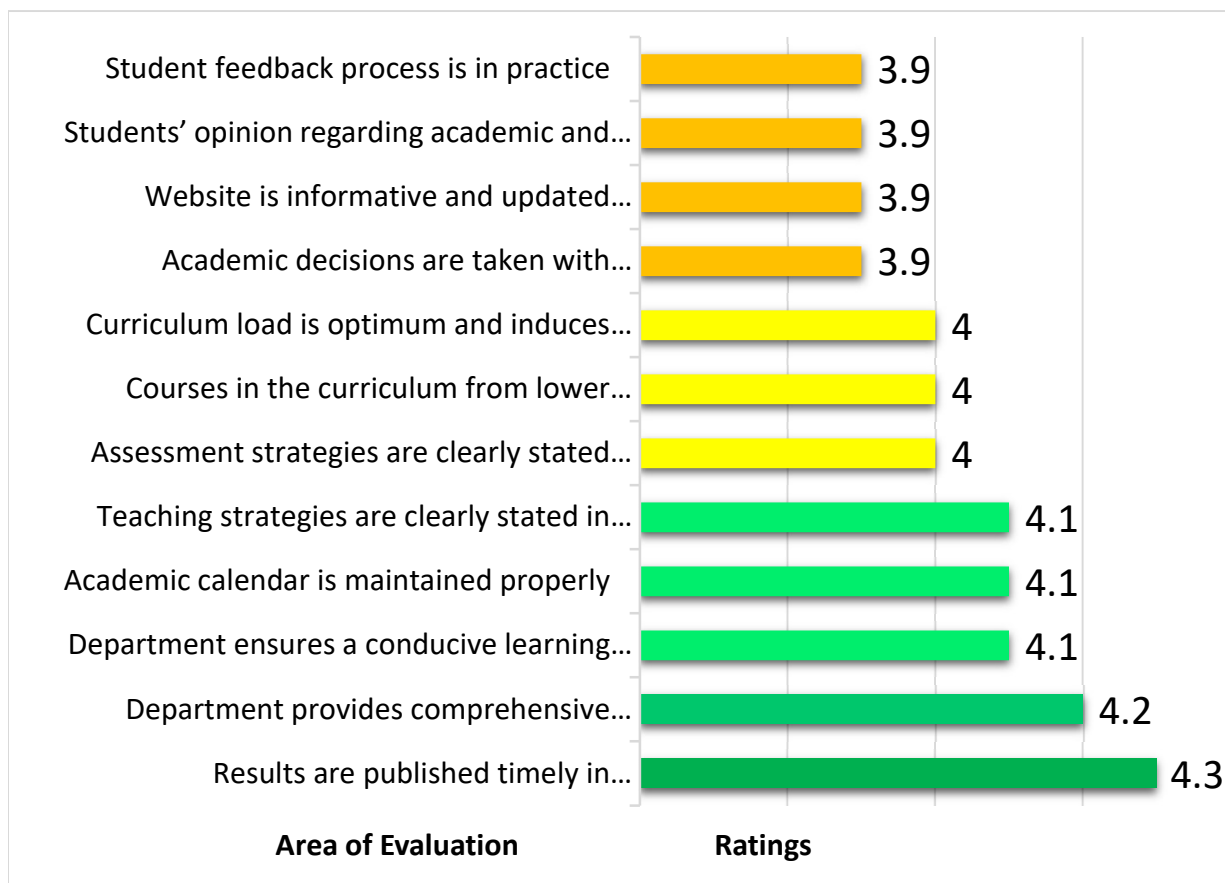 Student feedback process is in practice 3.9
Students’ opinion regarding academic and… 3.9
Website is informative and updated… 3.9
Academic decisions are taken with… 3.9
Curriculum load is optimum and induces… 4
Courses in the curriculum from lower… 4
Assessment strategies are clearly stated… 4
Teaching strategies are clearly stated in… 4.1
Academic calendar is maintained properly 4.1
Department ensures a conducive learning… 4.1
Department provides comprehensive… 4.2
Results are published timely in… 4.3
Area of Evaluation Ratings